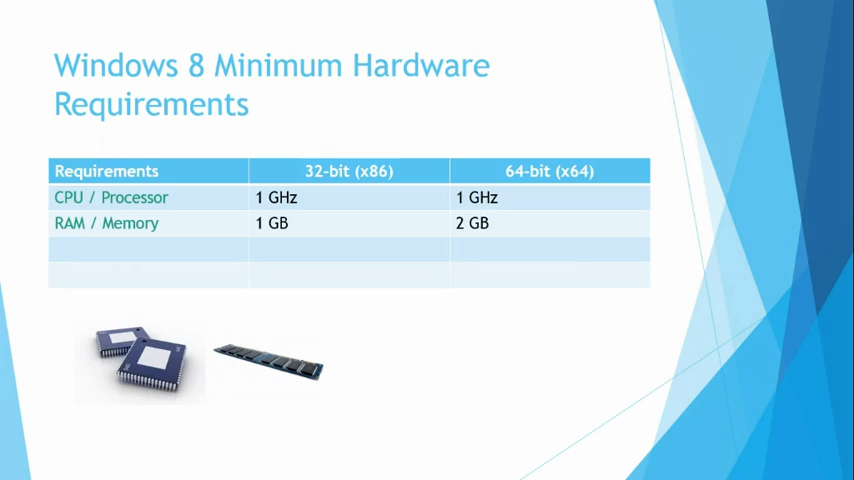 Windows 8 Minimum Hardware
Requirements
Requirements 32-bit (x86) 64-bit (x64)
CPU / Processor 1 GHz 1 GHz
RAM / Memory 1 GB 2 GB